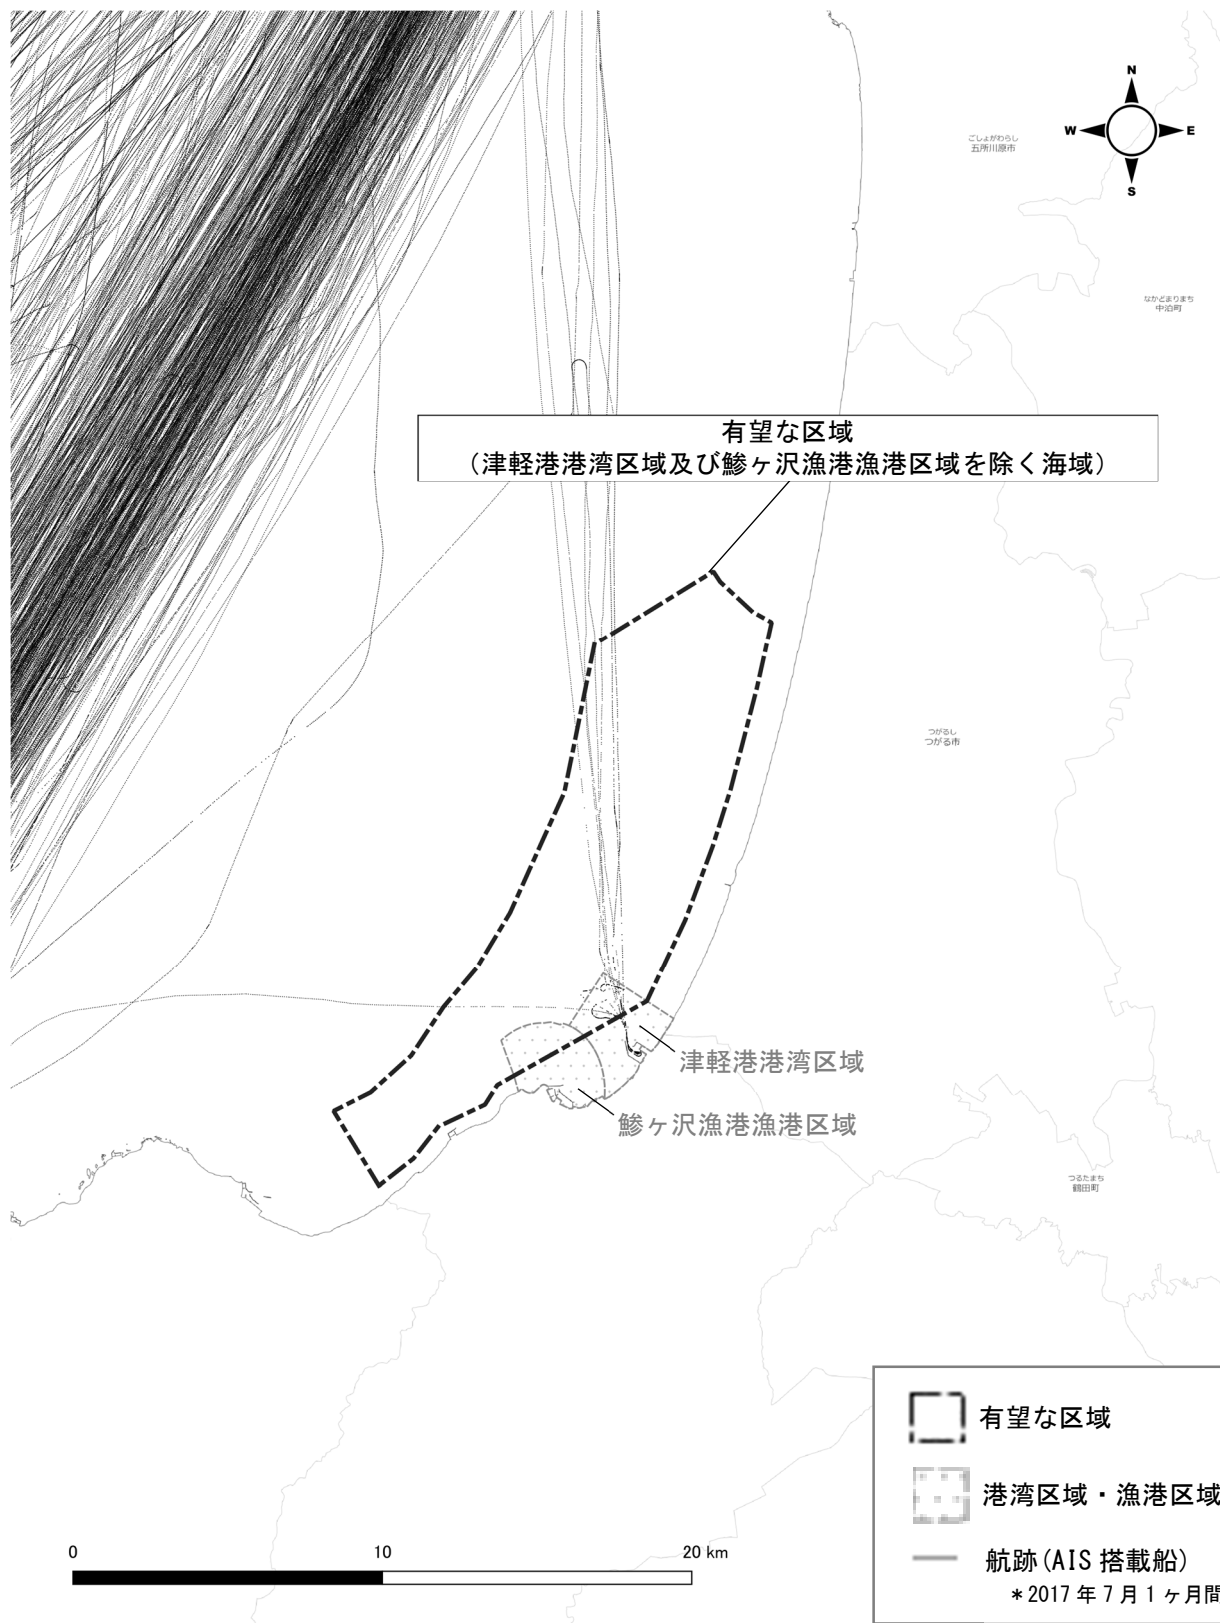 N
W
E
S
ごしょがわらし
五所川原市
なかどまりまち
中泊町
有望な区域
（津軽港港湾区域及び鯵ヶ沢漁港漁港区域を除く海域）
つがるし
つがる市
津軽港港湾区域
鯵ヶ沢漁港漁港区域
つるたまち
鶴田町
有望な区域
港湾区域・漁港区域
航跡(AIS 搭載船)
＊2017 年 7 月 1 ヶ月間
0 10 20 km